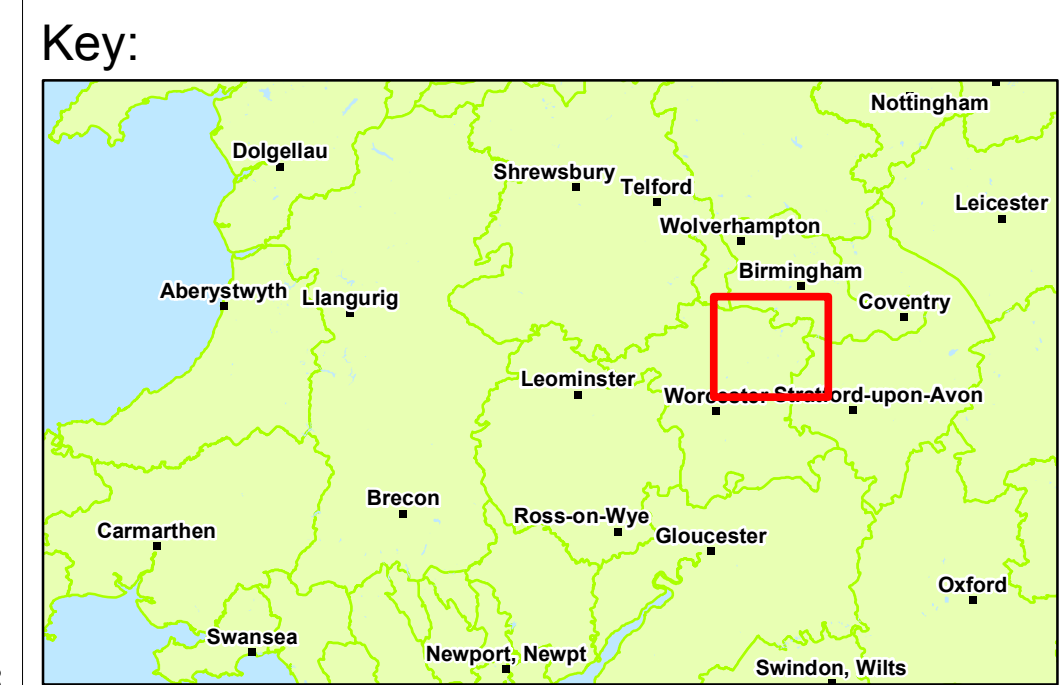 Key:
Nottingham
Dolgellau
Shrewsbury
Telford
Leicester
Wolverhampton
Birmingham
Aberystwyth
Llangurig
Coventry
Leominster
Worcester
Stratford-upon-Avon
Brecon
Ross-on-Wye
Carmarthen
Gloucester
Oxford
Swansea
Newport, Newpt
Swindon, Wilts